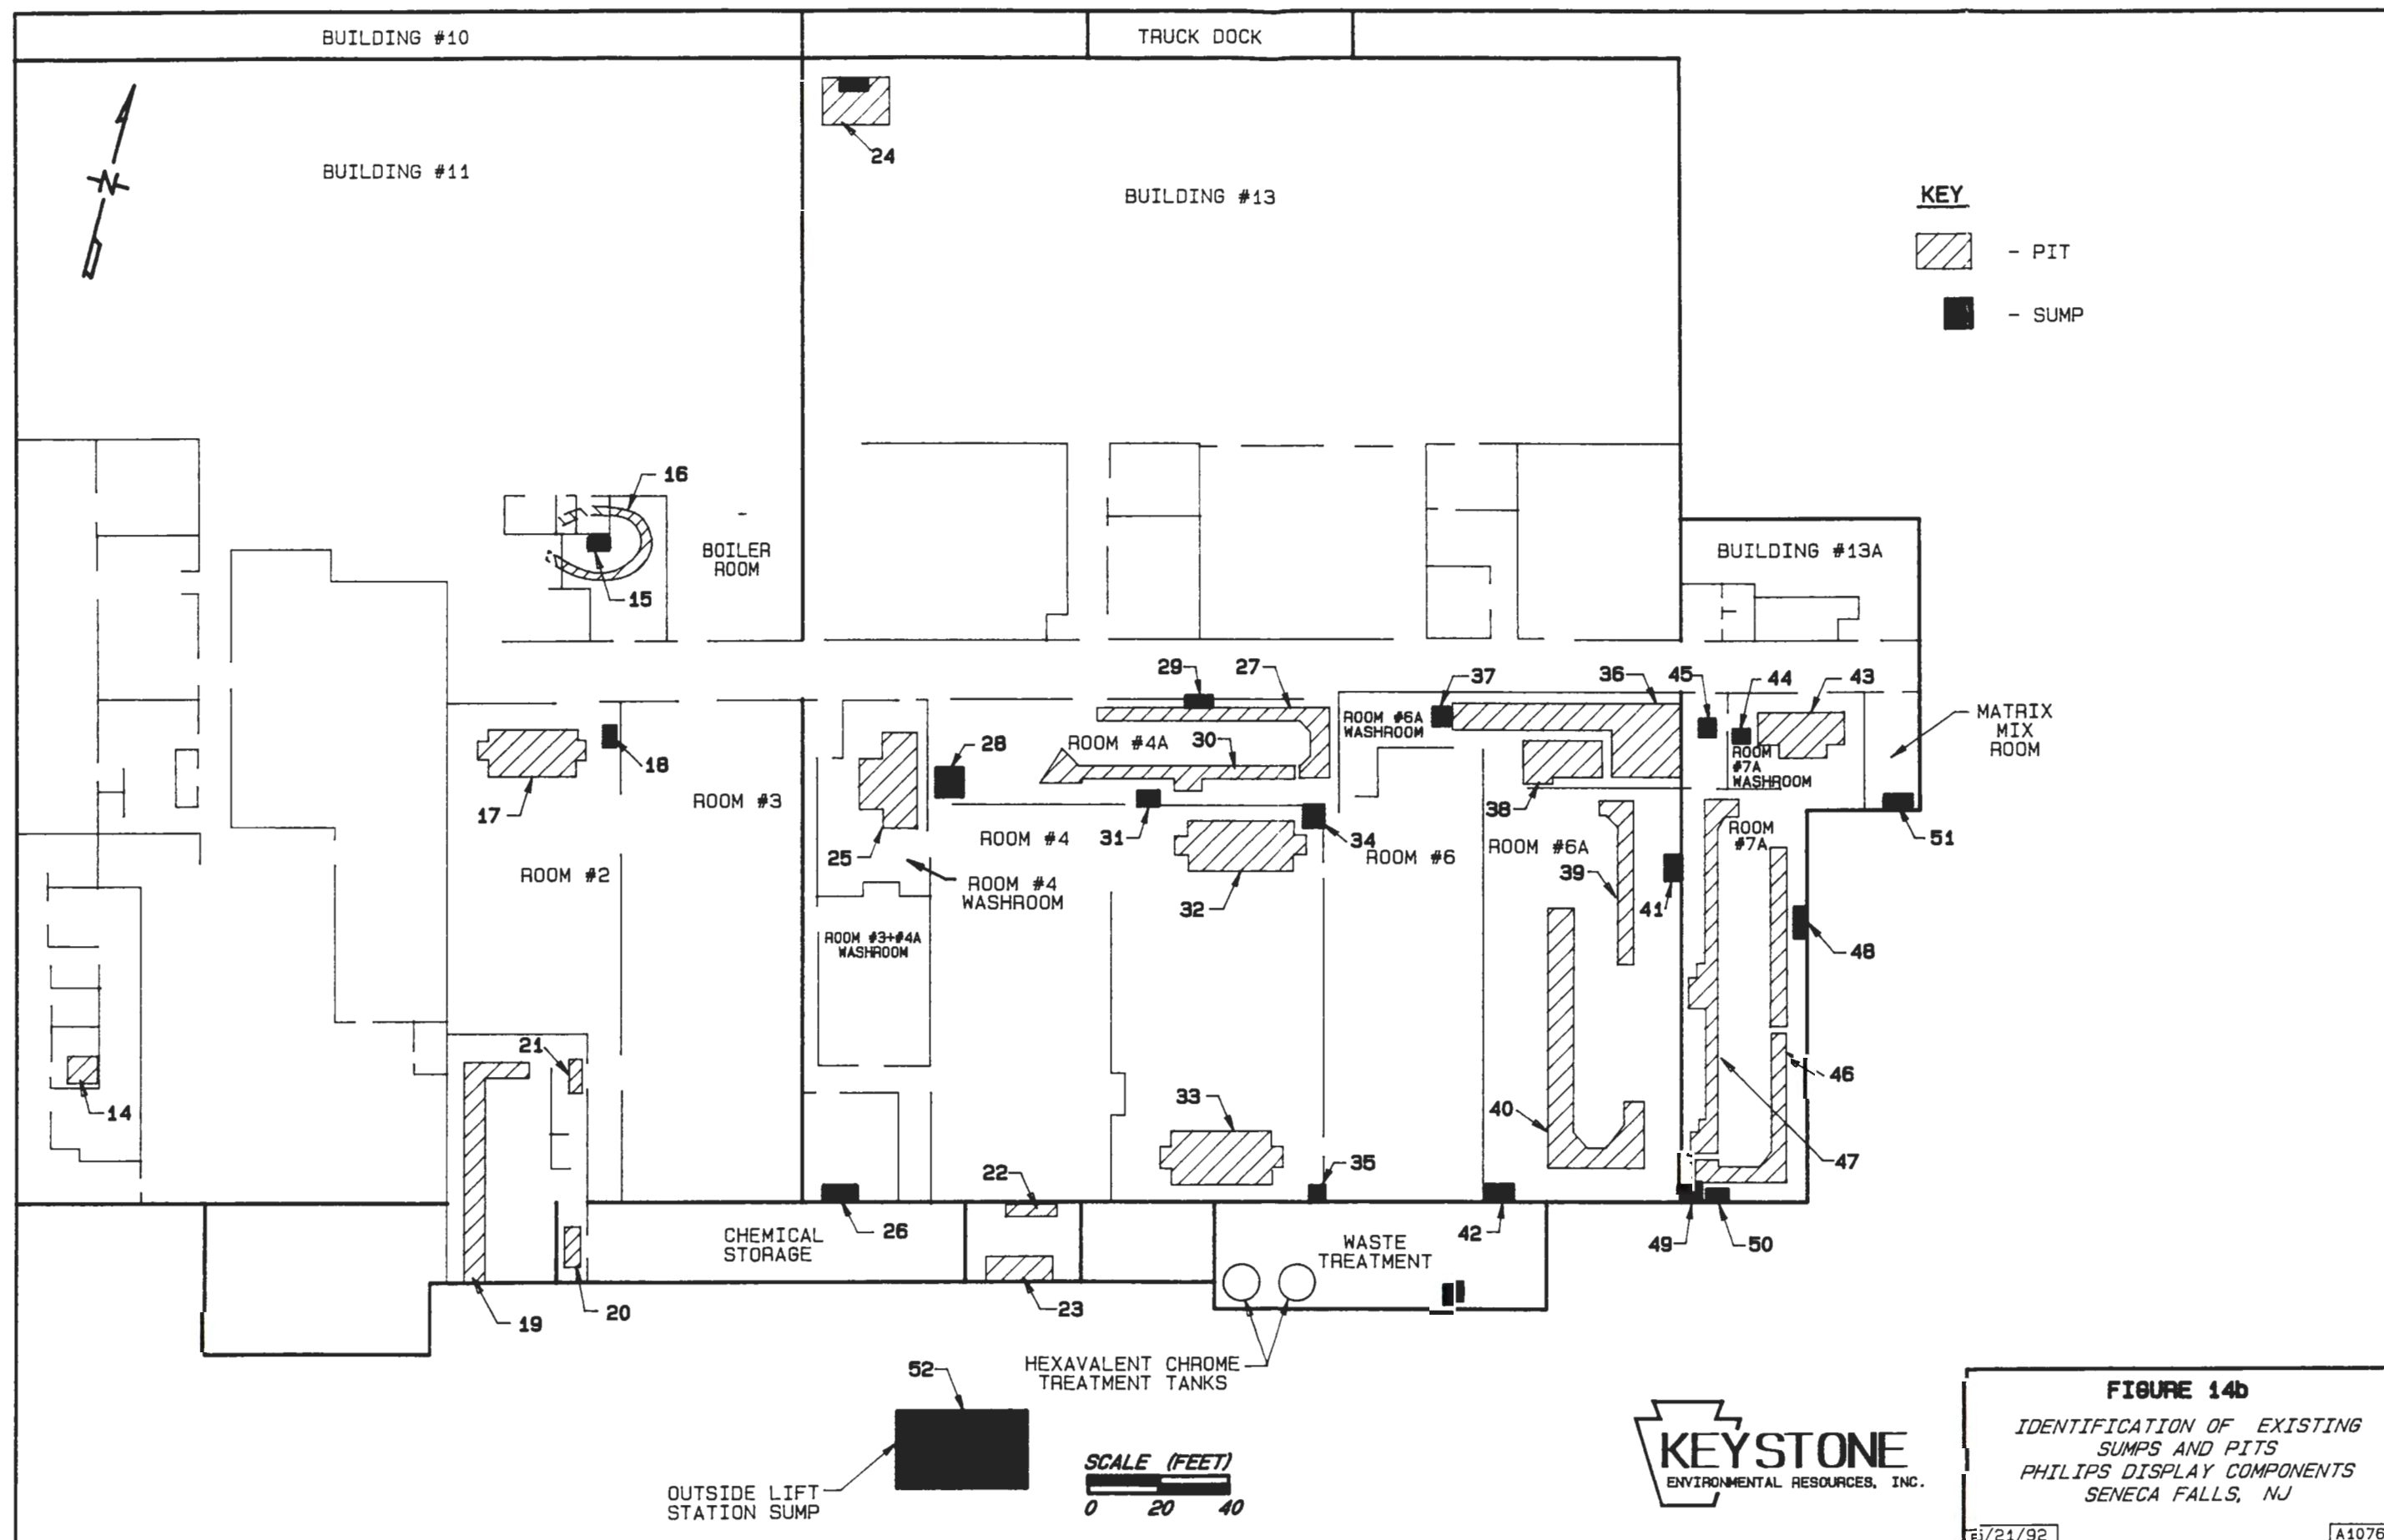 BUILDING #10
TRUCK DOCK
24
BUILDING #11
BUILDING #13
KEY
- PIT
- SUMP
N
16
BOILER
ROOM
15
BUILDING #13A
29
27
37
36
45
44
43
MATRIX
MIX
ROOM
ROOM #6A
WASHROOM
28
ROOM #4A
30
18
ROOM
#7A
WASHROOM
17
ROOM #3
31
34
38
51
25
ROOM #4
ROOM #6
ROOM #6A
ROOM
#7A
ROOM #2
ROOM #4
WASHROOM
32
39
41
ROOM #3+#4A
WASHROOM
48
21
46
14
33
40
22
35
47
26
CHEMICAL
STORAGE
WASTE
TREATMENT
42
49
50
19
20
23
HEXAVALENT CHROME
TREATMENT TANKS
52
OUTSIDE LIFT
STATION SUMP
SCALE (FEET)
0 20 40
KEYSTONE
ENVIRONMENTAL RESOURCES, INC.
FIGURE 14b
IDENTIFICATION OF EXISTING
SUMPS AND PITS
PHILIPS DISPLAY COMPONENTS
SENECA FALLS, NJ
/21/92
A1076